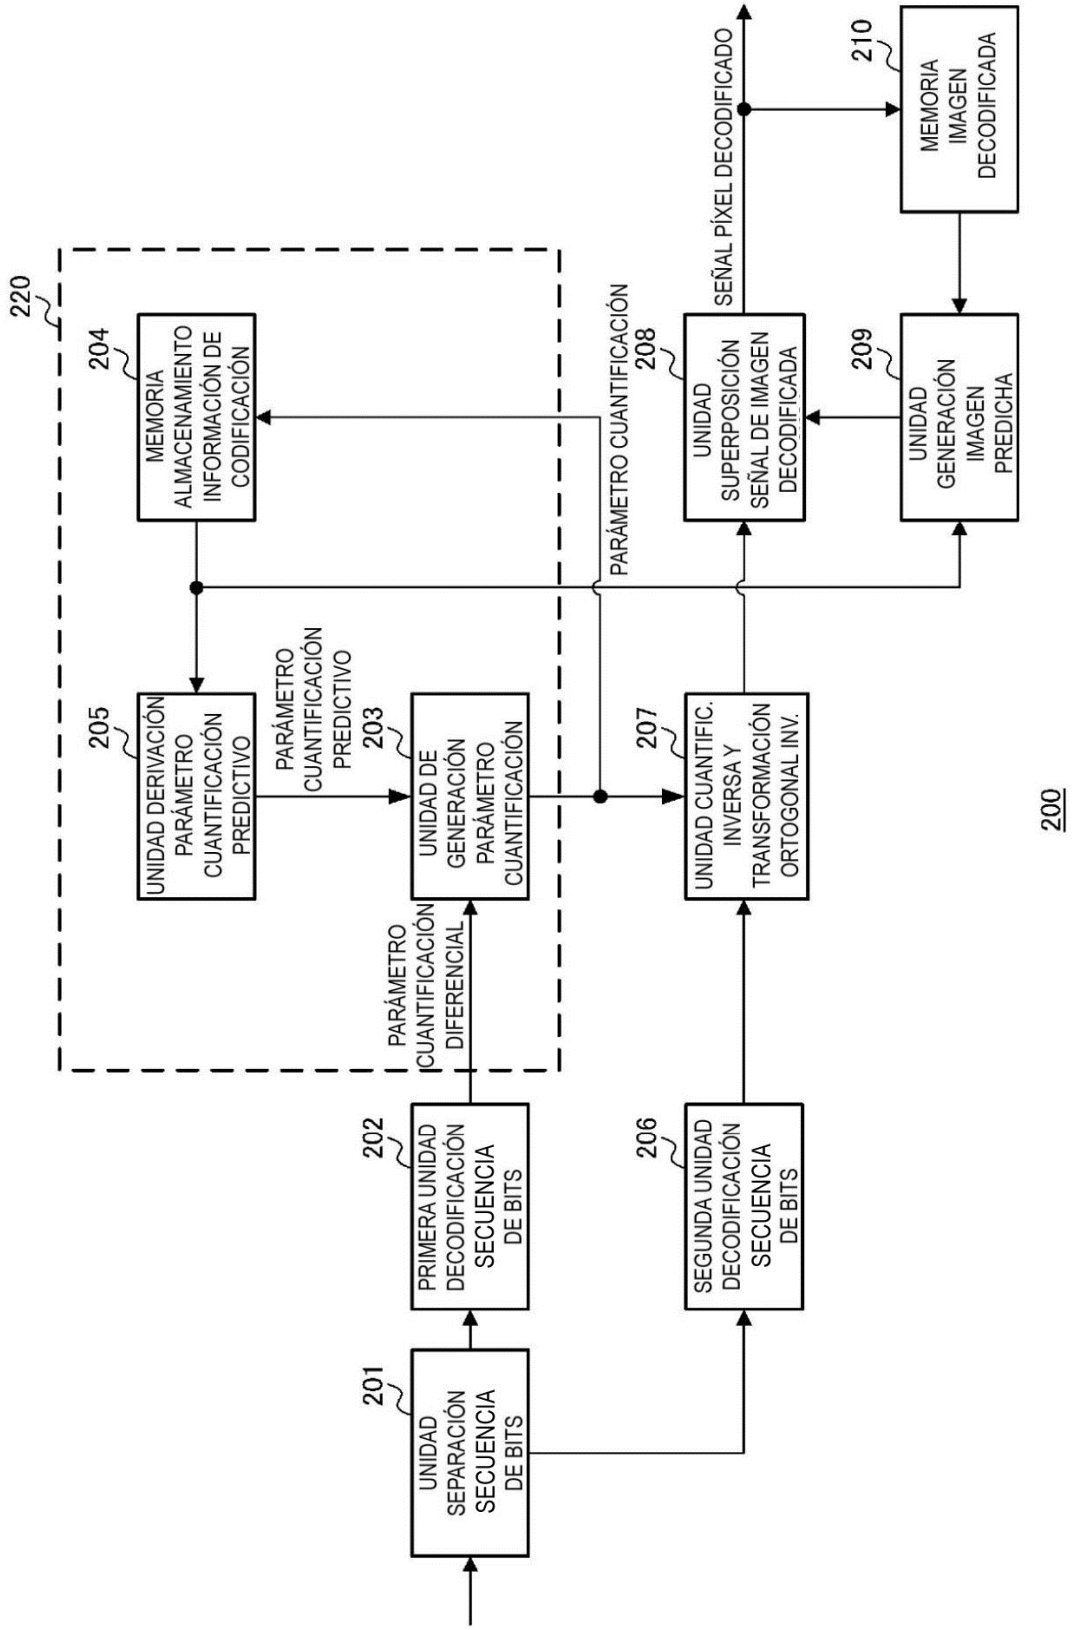 220
204
MEMORIA
ALMACENAMIENTO
INFORMACIÓN DE
CODIFICACIÓN
205
UNIDAD DERIVACIÓN
PARÁMETRO
CUANTIFICACIÓN
PREDICTIVO
PARÁMETRO
CUANTIFICACIÓN
PREDICTIVO
201
UNIDAD
SEPARACIÓN
SECUENCIA
DE BITS
202
PRIMERA UNIDAD
DECODIFICACIÓN
SECUENCIA
DE BITS
PARÁMETRO
CUANTIFICACIÓN
DIFERENCIAL
203
UNIDAD DE
GENERACIÓN
PARÁMETRO
CUANTIFICACIÓN
PARÁMETRO CUANTIFICACIÓN
206
SEGUNDA UNIDAD
DECODIFICACIÓN
SECUENCIA
DE BITS
207
UNIDAD CUANTIFIC.
INVERSA Y
TRANSFORMACIÓN
ORTOGONAL INV.
208
UNIDAD
SUPERPOSICIÓN
SEÑAL DE IMAGEN
DECODIFICADA
SEÑAL PÍXEL DECODIFICADO
209
UNIDAD
GENERACIÓN
IMAGEN
PREDICHA
210
MEMORIA
IMAGEN
DECODIFICADA
200